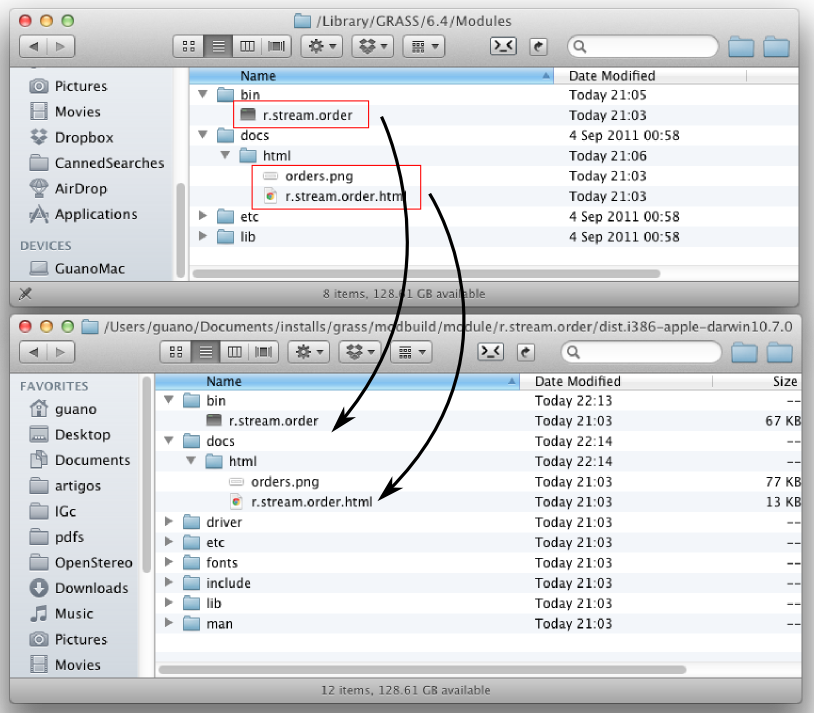 /Library/GRASS/6.4/Modules
Name Date Modified
Pictures
Movies
Dropbox
CannedSearches
AirDrop
Applications
DEVICES
GuanoMac
bin Today 21:05
r.stream.order Today 21:03
docs 4 Sep 2011 00:58
html Today 21:06
orders.png Today 21:03
r.stream.order.html Today 21:03
etc 4 Sep 2011 00:58
lib 4 Sep 2011 00:58
8 items, 128.61 GB available
/Users/guano/Documents/installs/grass/modbuild/module/r.stream.order/dist.i386-apple-darwin10.7.0
Name Date Modified Size
FAVORITES
guano
Desktop
Documents
artigos
IGc
pdfs
OpenStereo
Downloads
Music
Pictures
Movies
bin Today 22:13 --
r.stream.order Today 21:03 67 KB
docs Today 22:14 --
html Today 22:14 --
orders.png Today 21:03 77 KB
r.stream.order.html Today 21:03 13 KB
driver Today 21:03 --
etc Today 21:03 --
fonts Today 21:03 --
include Today 21:03 --
lib Today 21:03 --
man Today 21:03 --
12 items, 128.61 GB available